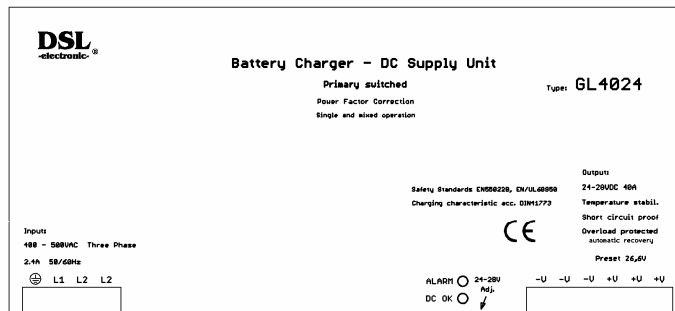 DSL
-electronic- ®
Battery Charger - DC Supply Unit
Primary switched
Type: GL4024
Power Factor Correction
Single and mixed operation
Output:
Safety Standards EN550220, EN/UL60950
24-28VDC 40A
Charging characteristic acc. DIN41773
Temperature stabil.
Short circuit proof
Input:
CE
Overload protected
automatic recovery
400 - 500VAC Three Phase
2.4A 50/60Hz
Preset 26,6V
L1 L2 L2
ALARM
24-28V
Adj.
-V -V -V +V +V +V
DC OK